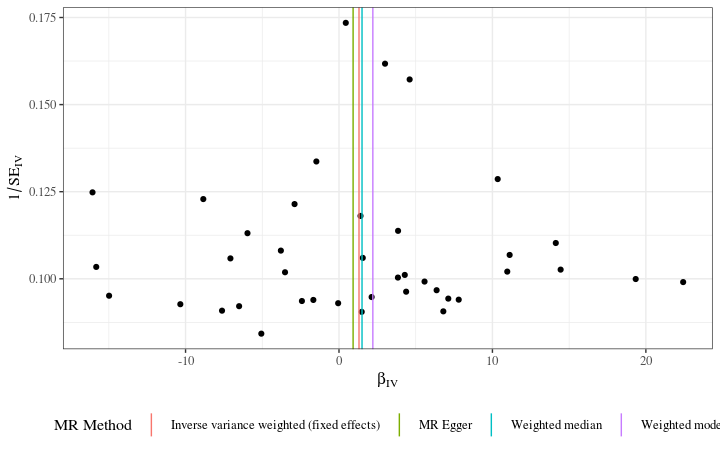 0.175
0.150
0.125
0.100
1/SE_IV
-10 0 10 20
β_IV
MR Method Inverse variance weighted (fixed effects) MR Egger Weighted median Weighted mode